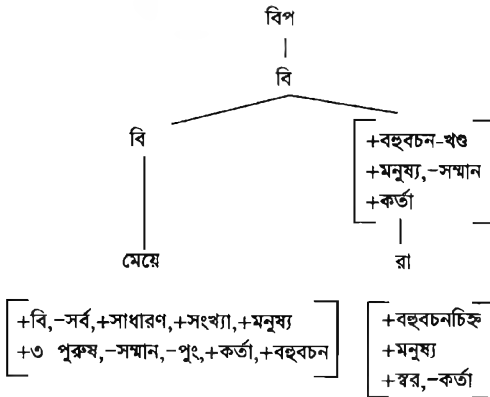 বিপ
বি
বি
+বহুবচন-খণ্ড
+মনুষ্য,-সম্মান
+কর্তা
মেয়ে
রা
+বি,-সর্ব,+সাধারণ,+সংখ্যা,+মনুষ্য
+৩ পুরুষ,-সম্মান,-পুং,+কর্তা,+বহুবচন
+বহুবচনচিহ্ন
+মনুষ্য
+স্বর,-কর্তা